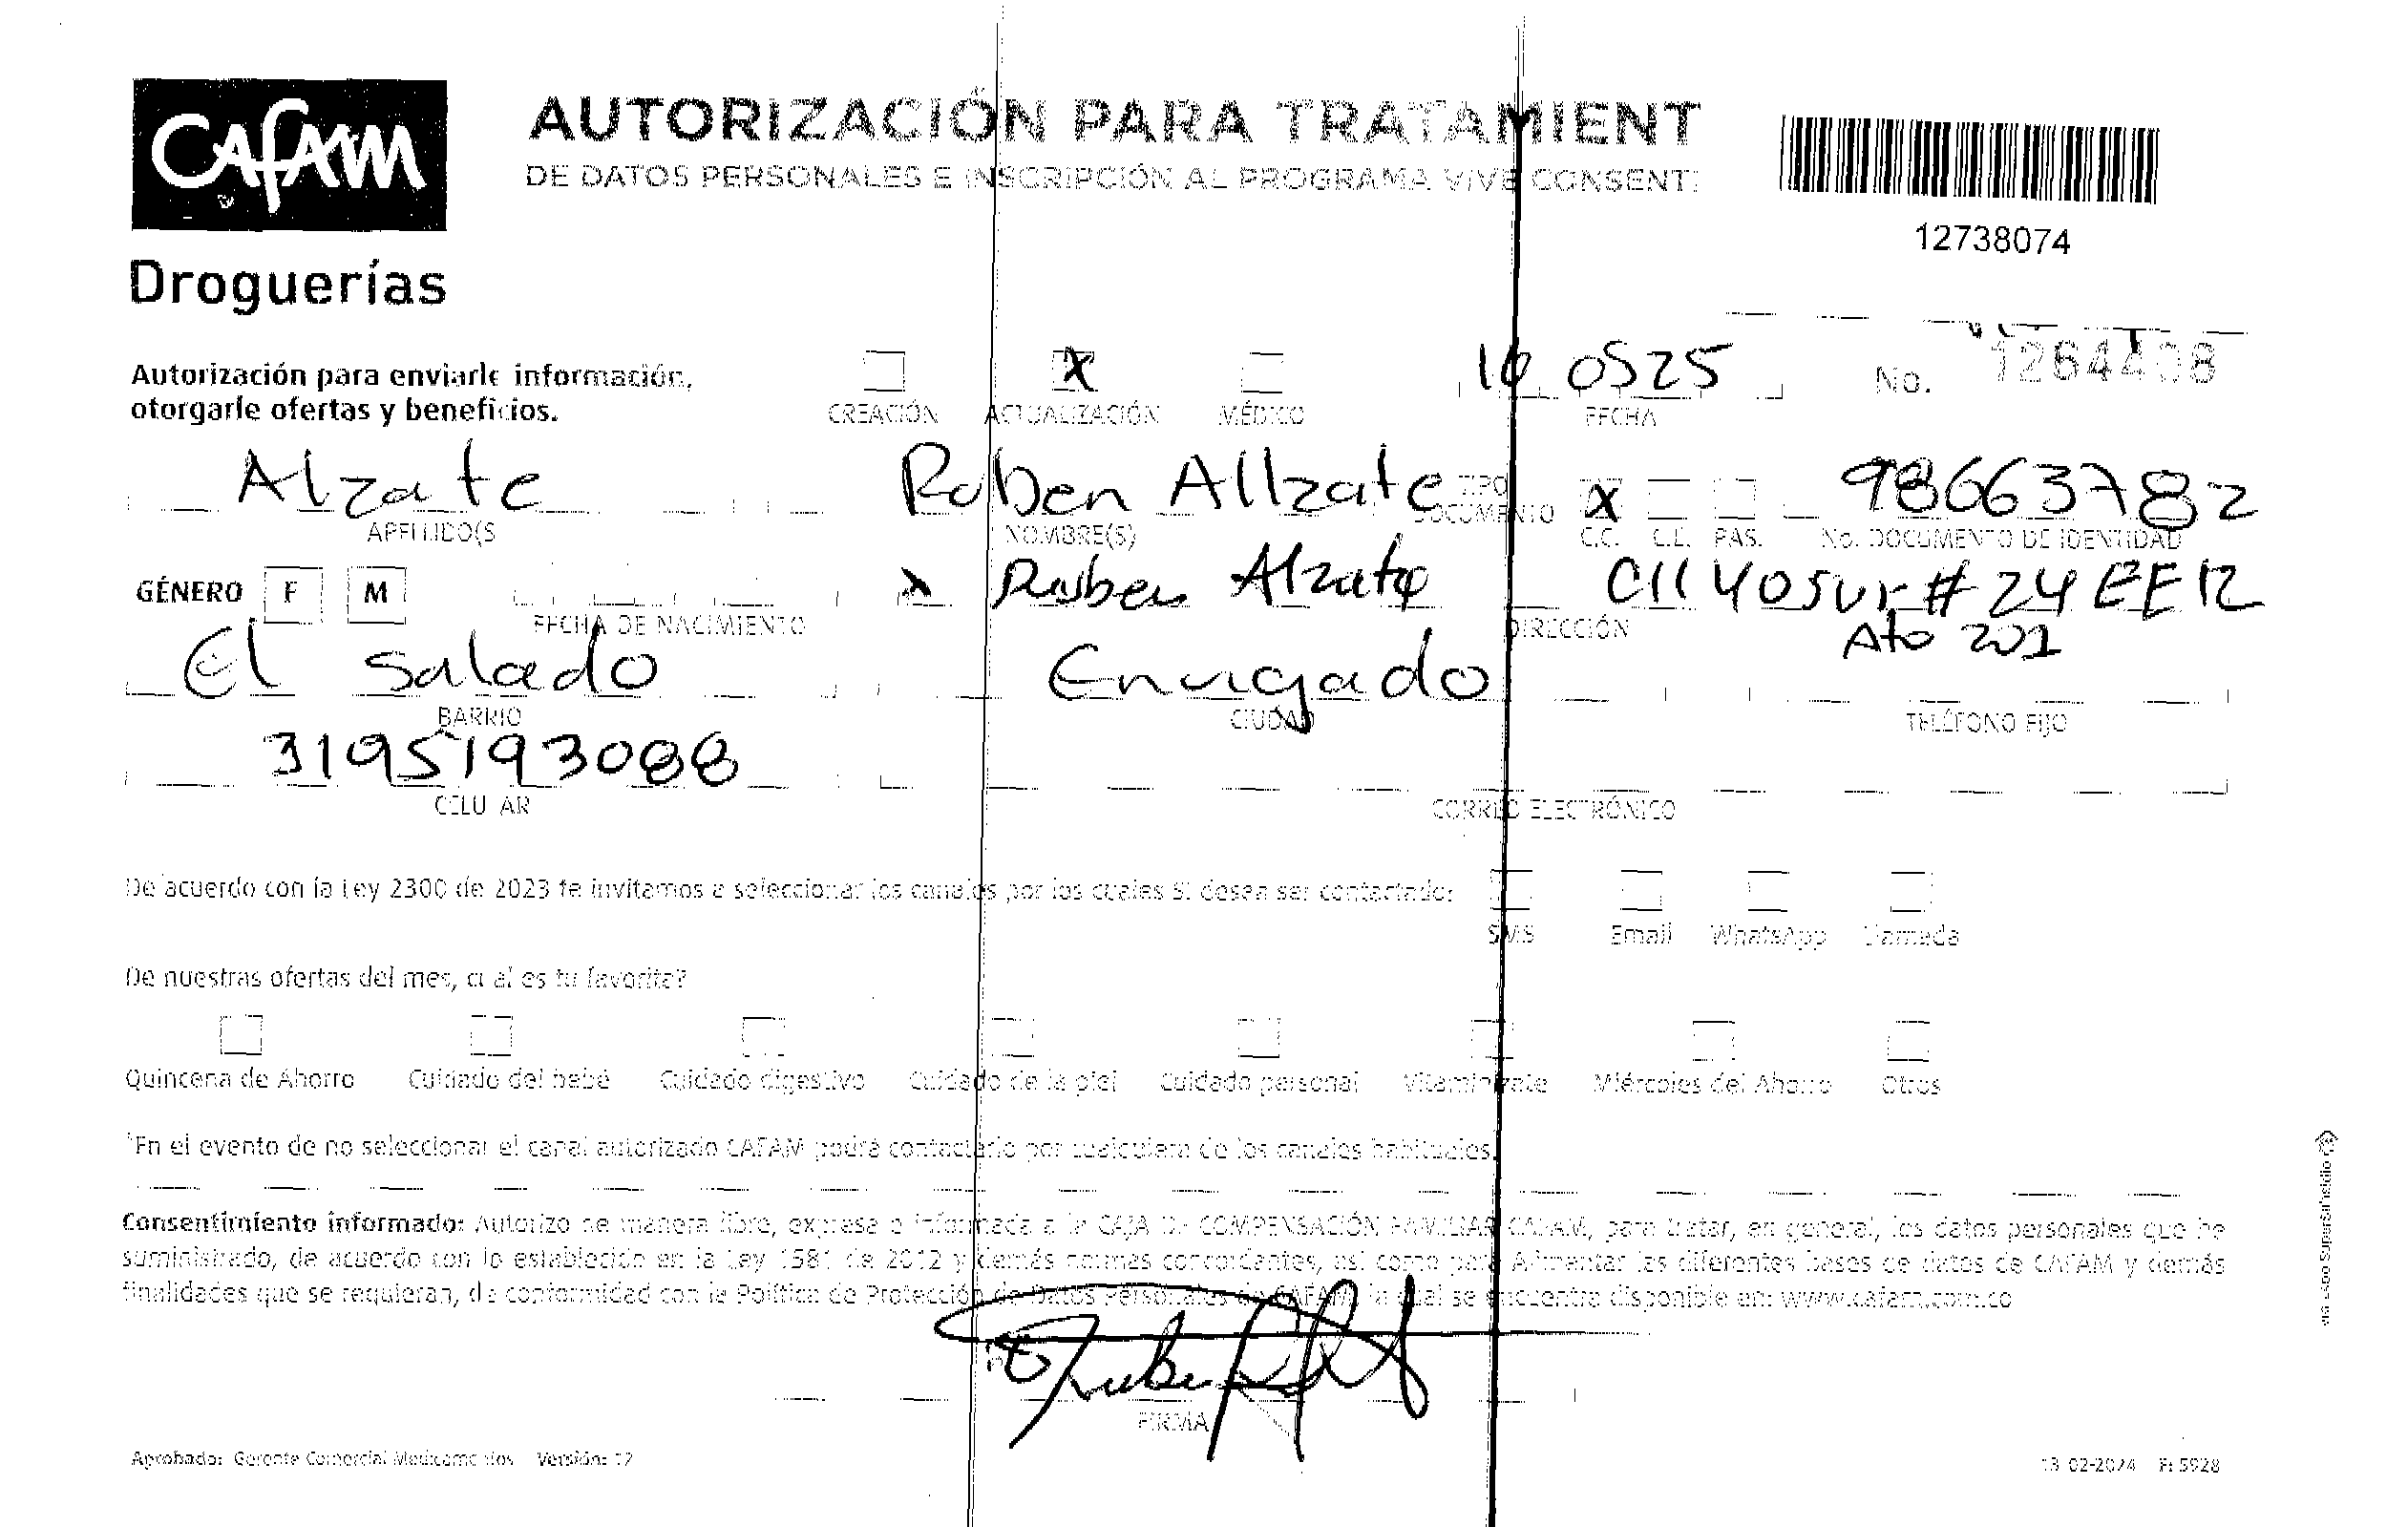 CAFAM
Droguerías
AUTORIZACIÓN PARA TRATAMIENT
DE DATOS PERSONALES E INSCRIPCIÓN AL PROGRAMA VIVE CONSENTI
12738074
Autorización para enviarle información,
otorgarle ofertas y beneficios.
CREACIÓN X ACTUALIZACIÓN MÉDICO
10 05 25
FECHA
No. 1264408
Alzate Ruben Allzate TIPO DOCUMENTO X 98663782
APELLIDO(S NOMBRE(S) C.C. C.E. PAS. No. DOCUMENTO DE IDENTIDAD
GÉNERO F M x Ruben Alzate Cll 40 sur # 24 EE 12
FECHA DE NACIMIENTO DIRECCIÓN Ato 201
El Salado Envigado
BARRIO CIUDAD TELÉFONO FIJO
3195193088
CELULAR CORREO ELECTRÓNICO
De acuerdo con la Ley 2300 de 2023 te invitamos a seleccionar los canales por los cuales si desea ser contactado:
SMS Email WhatsApp Llamada
De nuestras ofertas del mes, cual es tu favorita?
Quincena de Ahorro Cuidado del bebé Cuidado digestivo Cuidado de la piel Cuidado personal Vitamínizate Miércoles del Ahorro Otros
*En el evento de no seleccionar el canal autorizado CAFAM podrá contactarlo por cualquiera de los canales habituales.
Consentimiento informado: Autorizo de manera libre, expresa e informada a la CAJA DE COMPENSACIÓN FAMILIAR CAFAM, para tratar, en general, los datos personales que he
suministrado, de acuerdo con lo establecido en la Ley 1581 de 2012 y demás normas concordantes, así como para Alimentar las diferentes bases de datos de CAFAM y demás
finalidades que se requieran, de conformidad con la Política de Protección de Datos Personales de CAFAM, la cual se encuentra disponible en: www.cafam.com.co
FIRMA
Aprobado: Gerente Comercial Medicamentos Versión: 12
13-02-2024 F: 5928